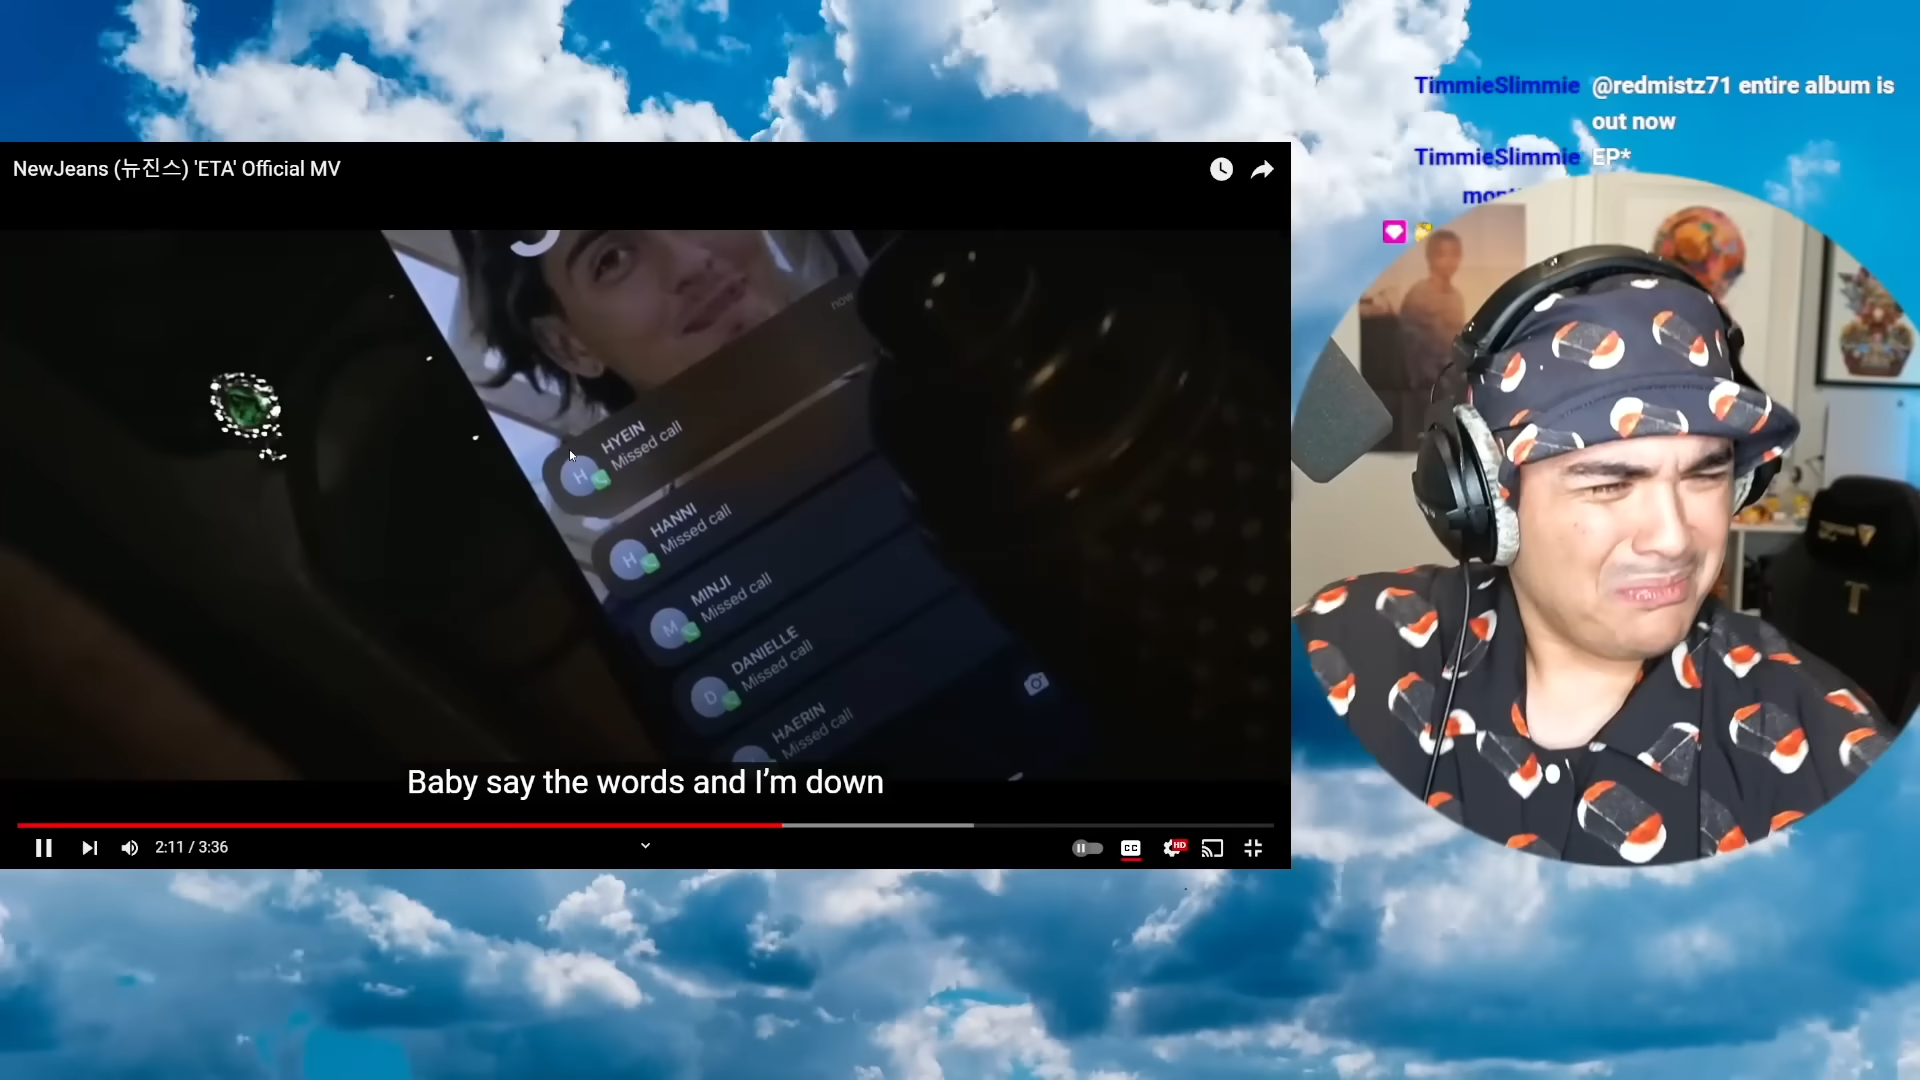 TimmieSlimmie @redmistz71 entire album is
out now
TimmieSlimmie EP*
NewJeans (뉴진스) 'ETA' Official MV
now
HYEIN
Missed call
H
HANNI
Missed call
H
MINJI
Missed call
M
DANIELLE
Missed call
D
HAERIN
Missed call
Baby say the words and I'm down
2:11 / 3:36
CC
HD